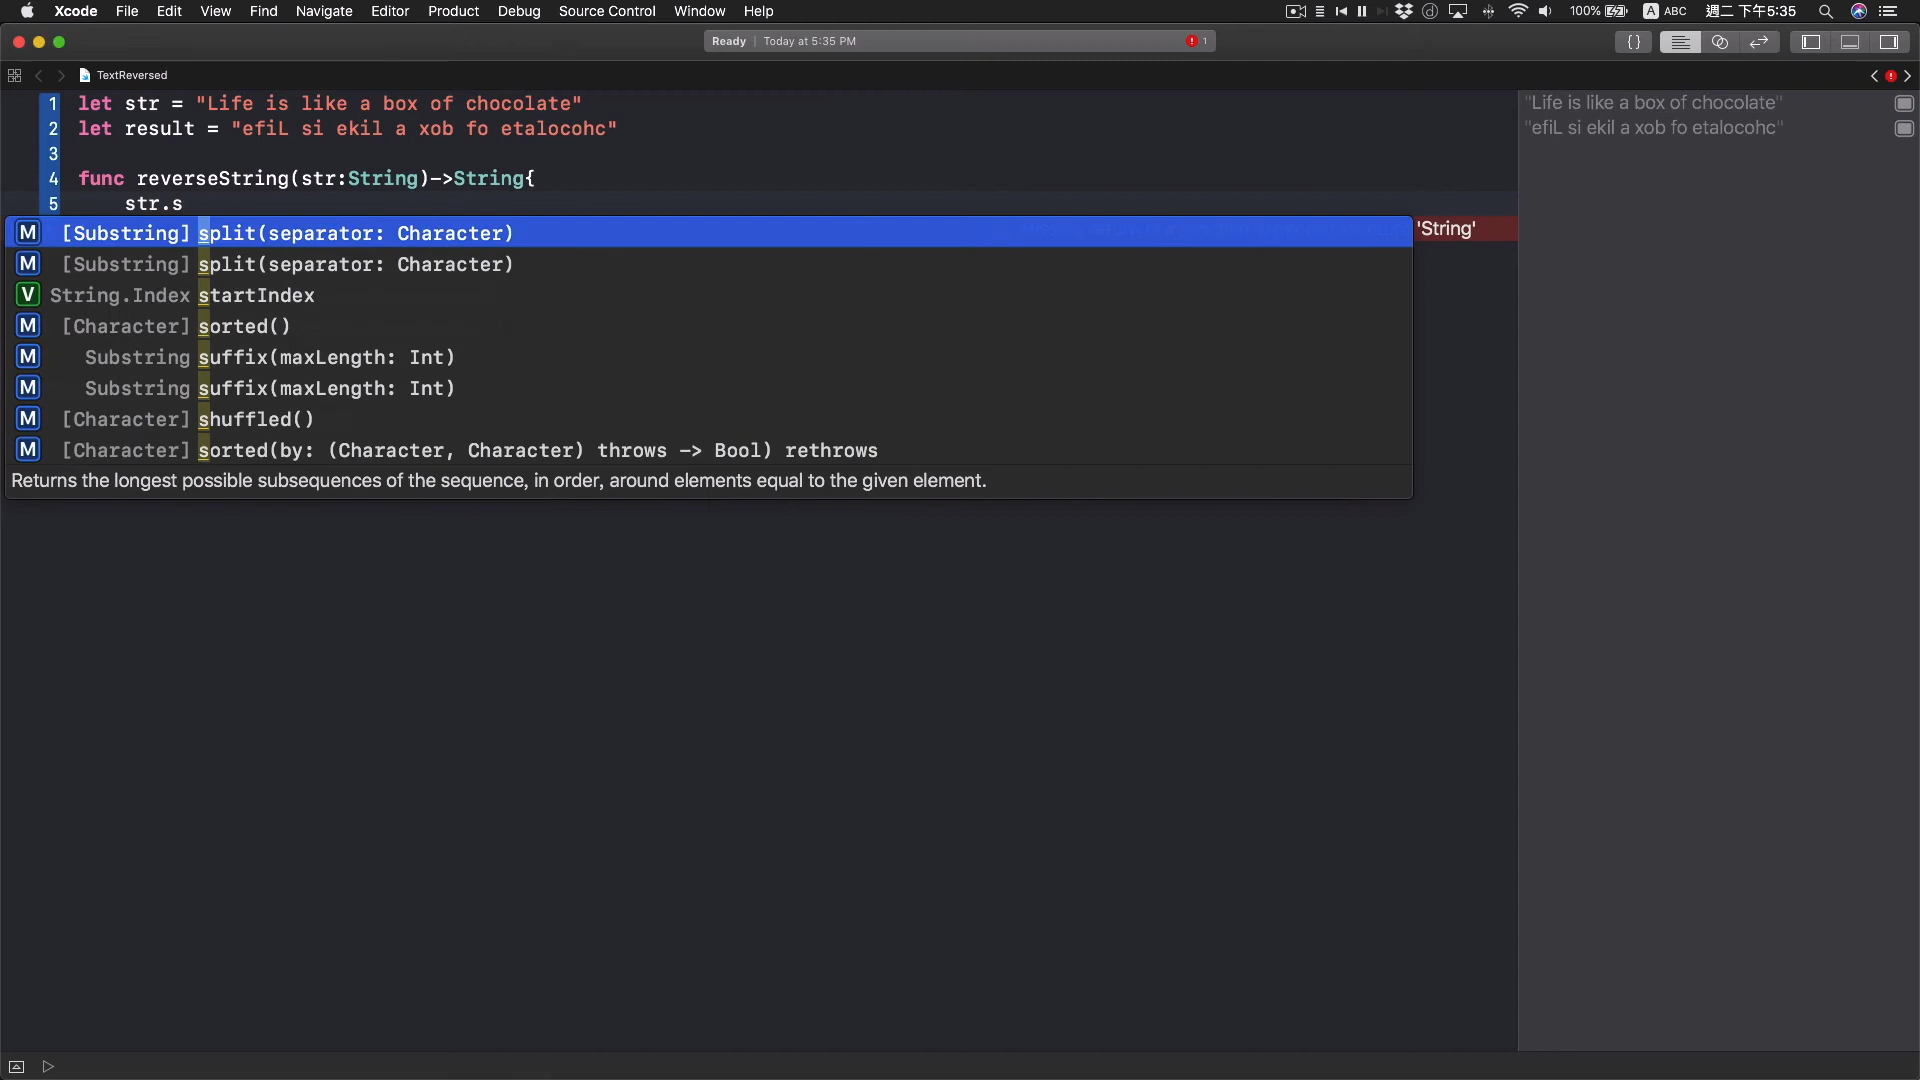 Xcode File Edit View Find Navigate Editor Product Debug Source Control Window Help 100% A ABC 週二 下午5:35
Ready | Today at 5:35 PM 1 {}
TextReversed
1 let str = "Life is like a box of chocolate" "Life is like a box of chocolate"
2 let result = "efiL si ekil a xob fo etalocohc" "efiL si ekil a xob fo etalocohc"
3
4 func reverseString(str:String)->String{
5 str.s
M [Substring] split(separator: Character) 'String'
M [Substring] split(separator: Character)
V String.Index startIndex
M [Character] sorted()
M Substring suffix(maxLength: Int)
M Substring suffix(maxLength: Int)
M [Character] shuffled()
M [Character] sorted(by: (Character, Character) throws -> Bool) rethrows
Returns the longest possible subsequences of the sequence, in order, around elements equal to the given element.